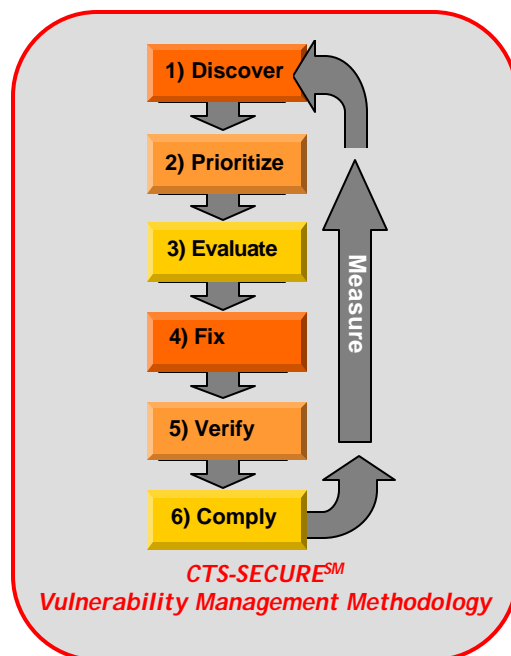 1) Discover
2) Prioritize
3) Evaluate
4) Fix
5) Verify
6) Comply
Measure
CTS-SECURE℠
Vulnerability Management Methodology